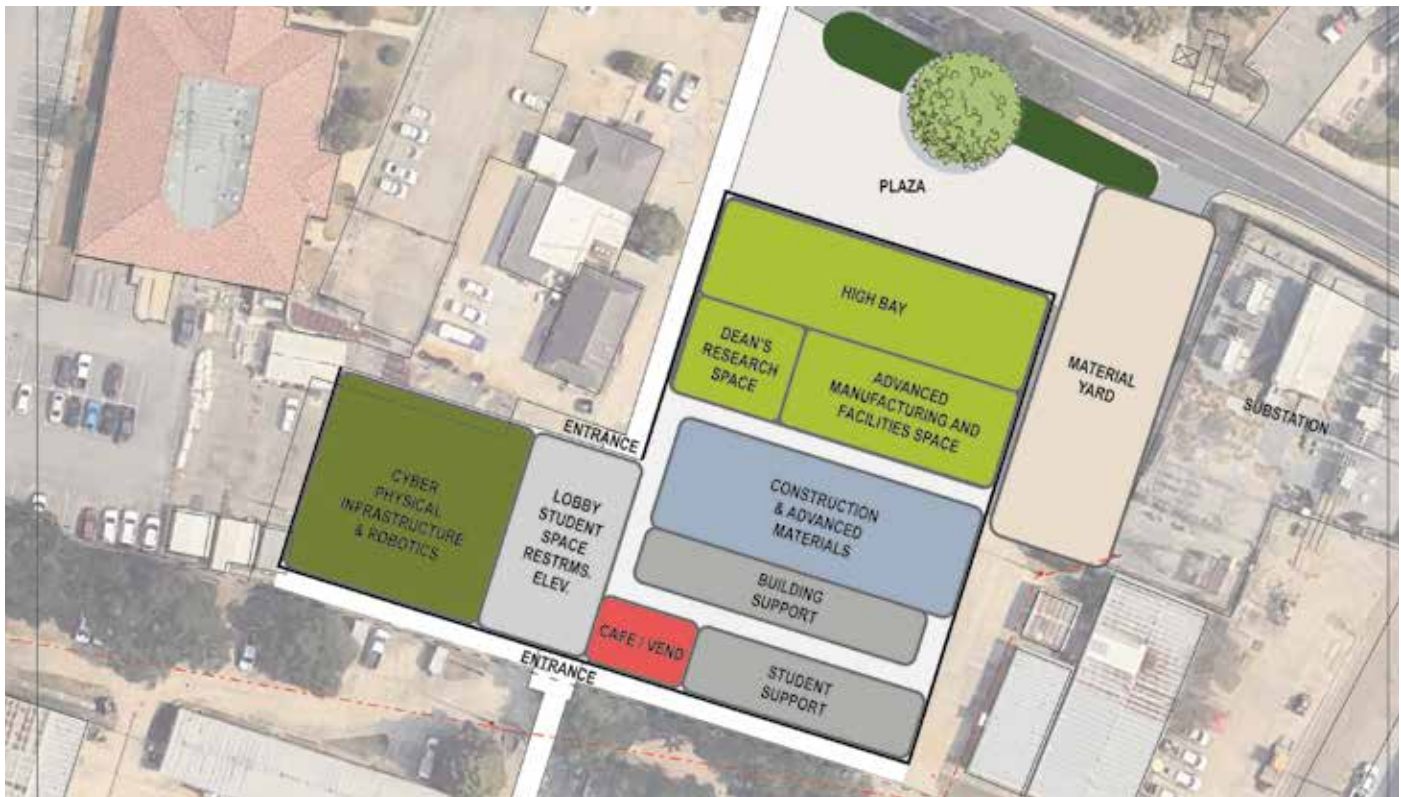 PLAZA
HIGH BAY
DEAN'S
RESEARCH
SPACE
ADVANCED
MANUFACTURING AND
FACILITIES SPACE
MATERIAL
YARD
SUBSTATION
ENTRANCE
CYBER
PHYSICAL
INFRASTRUCTURE
& ROBOTICS
LOBBY
STUDENT
SPACE
RESTRMS.
ELEV.
CONSTRUCTION
& ADVANCED
MATERIALS
BUILDING
SUPPORT
CAFE / VEND
ENTRANCE
STUDENT
SUPPORT